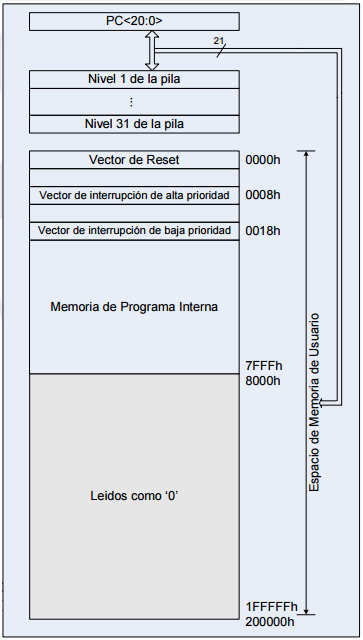 PC<20:0>
21
Nivel 1 de la pila
⋮
Nivel 31 de la pila
Vector de Reset 0000h
Vector de interrupción de alta prioridad 0008h
Vector de interrupción de baja prioridad 0018h
Memoria de Programa Interna
7FFFh
8000h
Espacio de Memoria de Usuario
Leidos como ‘0’
1FFFFFh
200000h